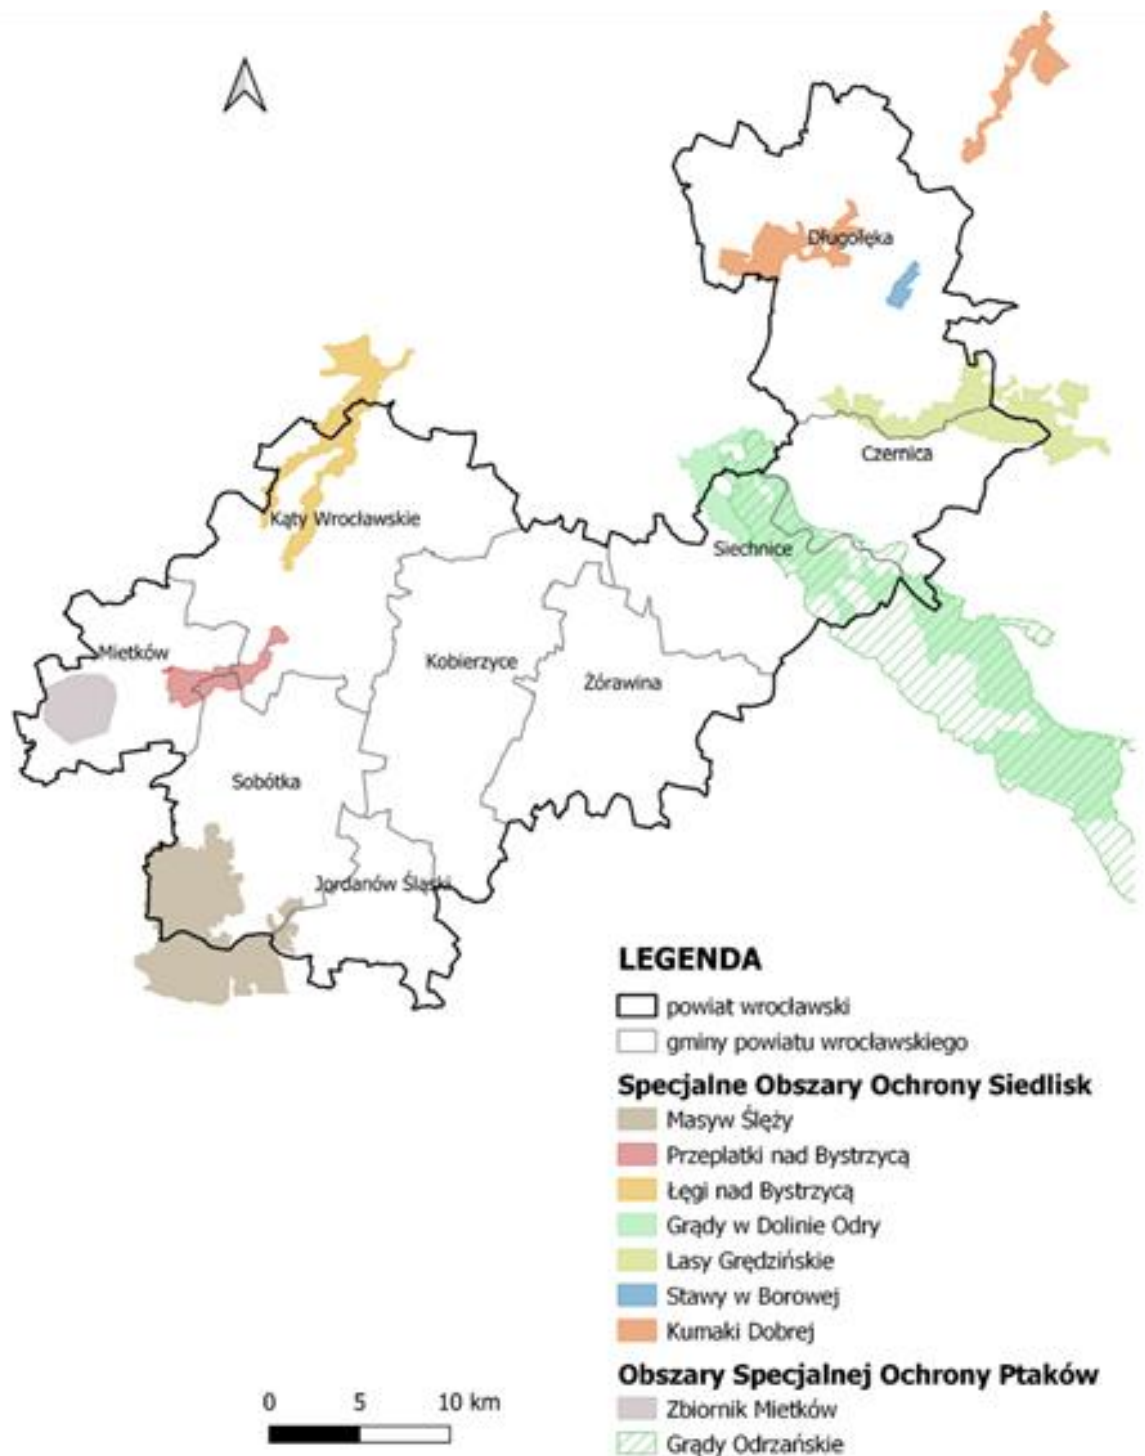 Długołęka
Czernica
Kąty Wrocławskie
Siechnice
Mietków
Kobierzyce
Żórawina
Sobótka
Jordanów Śląski
LEGENDA
powiat wrocławski
gminy powiatu wrocławskiego
Specjalne Obszary Ochrony Siedlisk
Masyw Ślęży
Przeplatki nad Bystrzycą
Łęgi nad Bystrzycą
Grądy w Dolinie Odry
Lasy Grędzińskie
Stawy w Borowej
Kumaki Dobrej
Obszary Specjalnej Ochrony Ptaków
Zbiornik Mietków
Grądy Odrzańskie
0 5 10 km